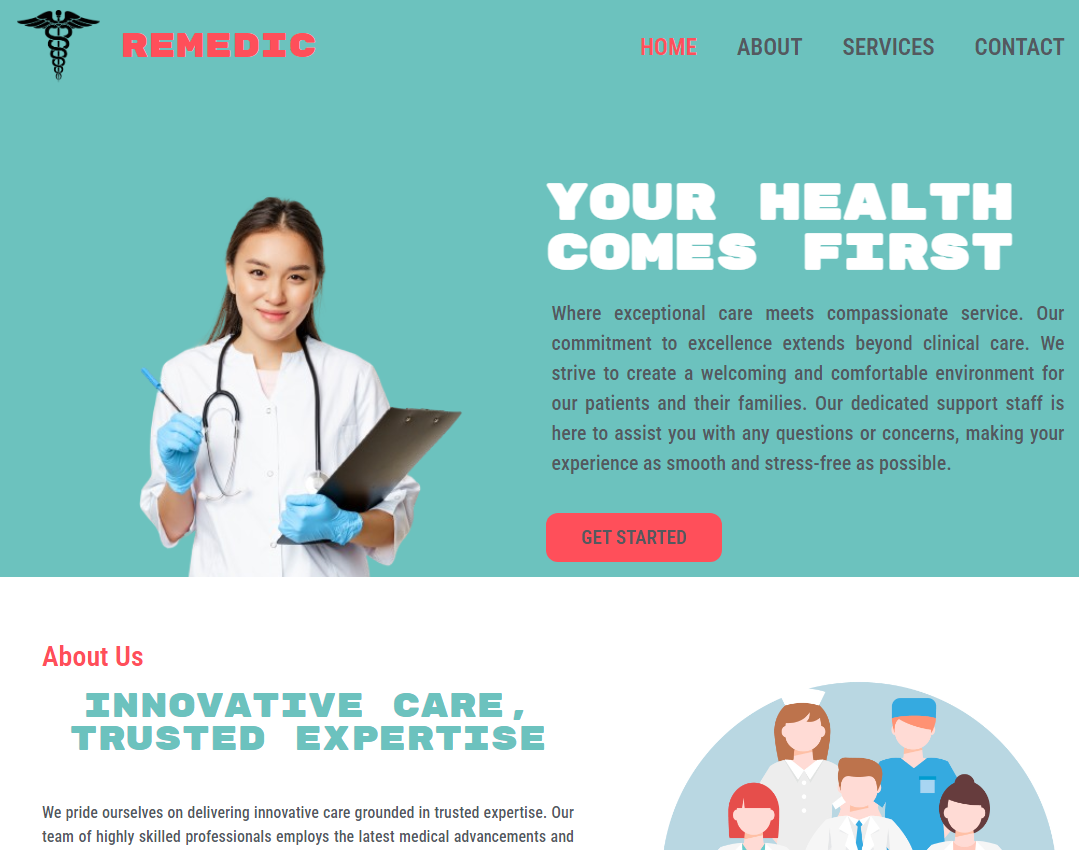 REMEDIC
HOME ABOUT SERVICES CONTACT
YOUR HEALTH
COMES FIRST
Where exceptional care meets compassionate service. Our
commitment to excellence extends beyond clinical care. We
strive to create a welcoming and comfortable environment for
our patients and their families. Our dedicated support staff is
here to assist you with any questions or concerns, making your
experience as smooth and stress-free as possible.
GET STARTED
About Us
INNOVATIVE CARE,
TRUSTED EXPERTISE
We pride ourselves on delivering innovative care grounded in trusted expertise. Our
team of highly skilled professionals employs the latest medical advancements and